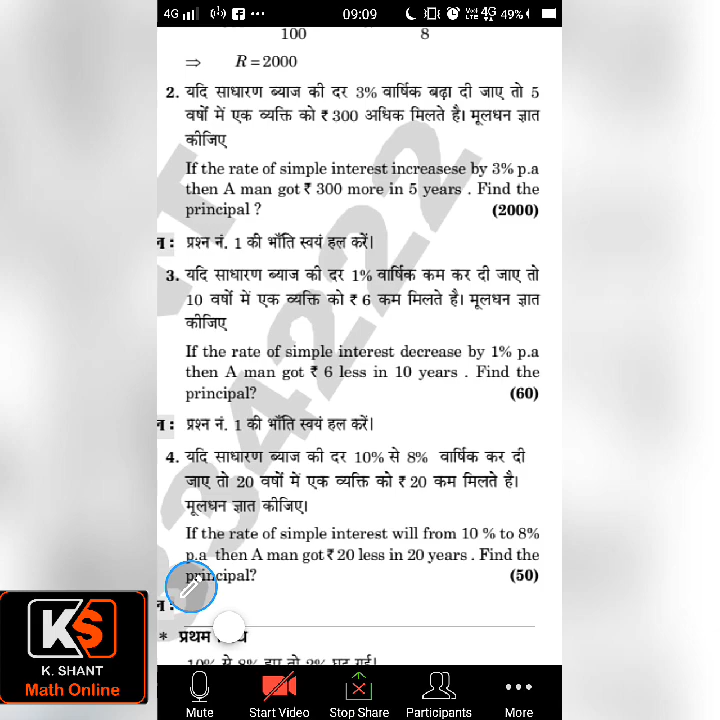 4G 09:09 4G 49%
100 8
⇒ R = 2000
2. यदि साधारण ब्याज की दर 3% वार्षिक बढ़ा दी जाए तो 5
वर्षों में एक व्यक्ति को ₹ 300 अधिक मिलते है। मूलधन ज्ञात
कीजिए
If the rate of simple interest increasese by 3% p.a
then A man got ₹ 300 more in 5 years . Find the
principal ? (2000)
प्रश्न नं. 1 की भाँति स्वयं हल करें।
3. यदि साधारण ब्याज की दर 1% वार्षिक कम कर दी जाए तो
10 वर्षों में एक व्यक्ति को ₹ 6 कम मिलते है। मूलधन ज्ञात
कीजिए
If the rate of simple interest decrease by 1% p.a
then A man got ₹ 6 less in 10 years . Find the
principal? (60)
प्रश्न नं. 1 की भाँति स्वयं हल करें।
4. यदि साधारण ब्याज की दर 10% से 8% वार्षिक कर दी
जाए तो 20 वर्षों में एक व्यक्ति को ₹ 20 कम मिलते है।
मूलधन ज्ञात कीजिए।
If the rate of simple interest will from 10 % to 8%
p.a then A man got ₹ 20 less in 20 years . Find the
principal? (50)
* प्रथम
10% से 8%
KS
K. SHANT
Math Online
Mute Start Video Stop Share Participants More